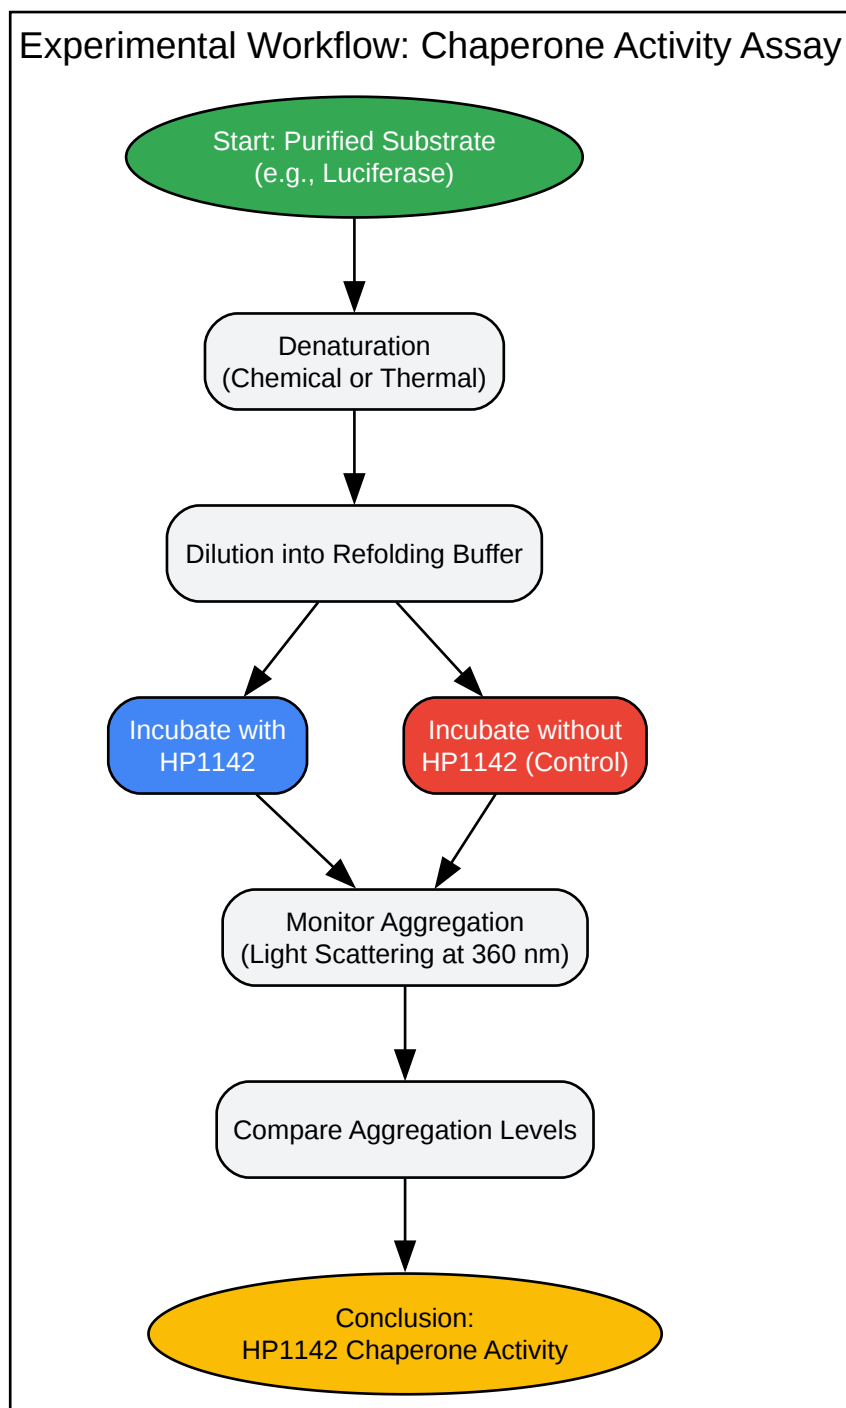 Experimental Workflow: Chaperone Activity Assay
Start: Purified Substrate
(e.g., Luciferase)
Denaturation
(Chemical or Thermal)
Dilution into Refolding Buffer
Incubate with
HP1142
Incubate without
HP1142 (Control)
Monitor Aggregation
(Light Scattering at 360 nm)
Compare Aggregation Levels
Conclusion:
HP1142 Chaperone Activity